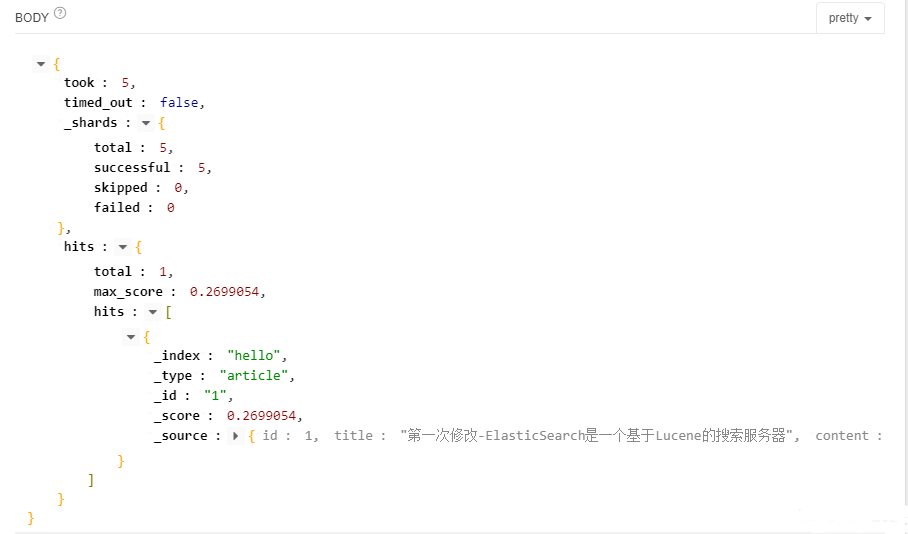 BODY ?
pretty
{
took : 5,
timed_out : false,
_shards : {
total : 5,
successful : 5,
skipped : 0,
failed : 0
},
hits : {
total : 1,
max_score : 0.2699054,
hits : [
{
_index : "hello",
_type : "article",
_id : "1",
_score : 0.2699054,
_source : { id : 1, title : "第一次修改-ElasticSearch是一个基于Lucene的搜索服务器", content :
}
]
}
}